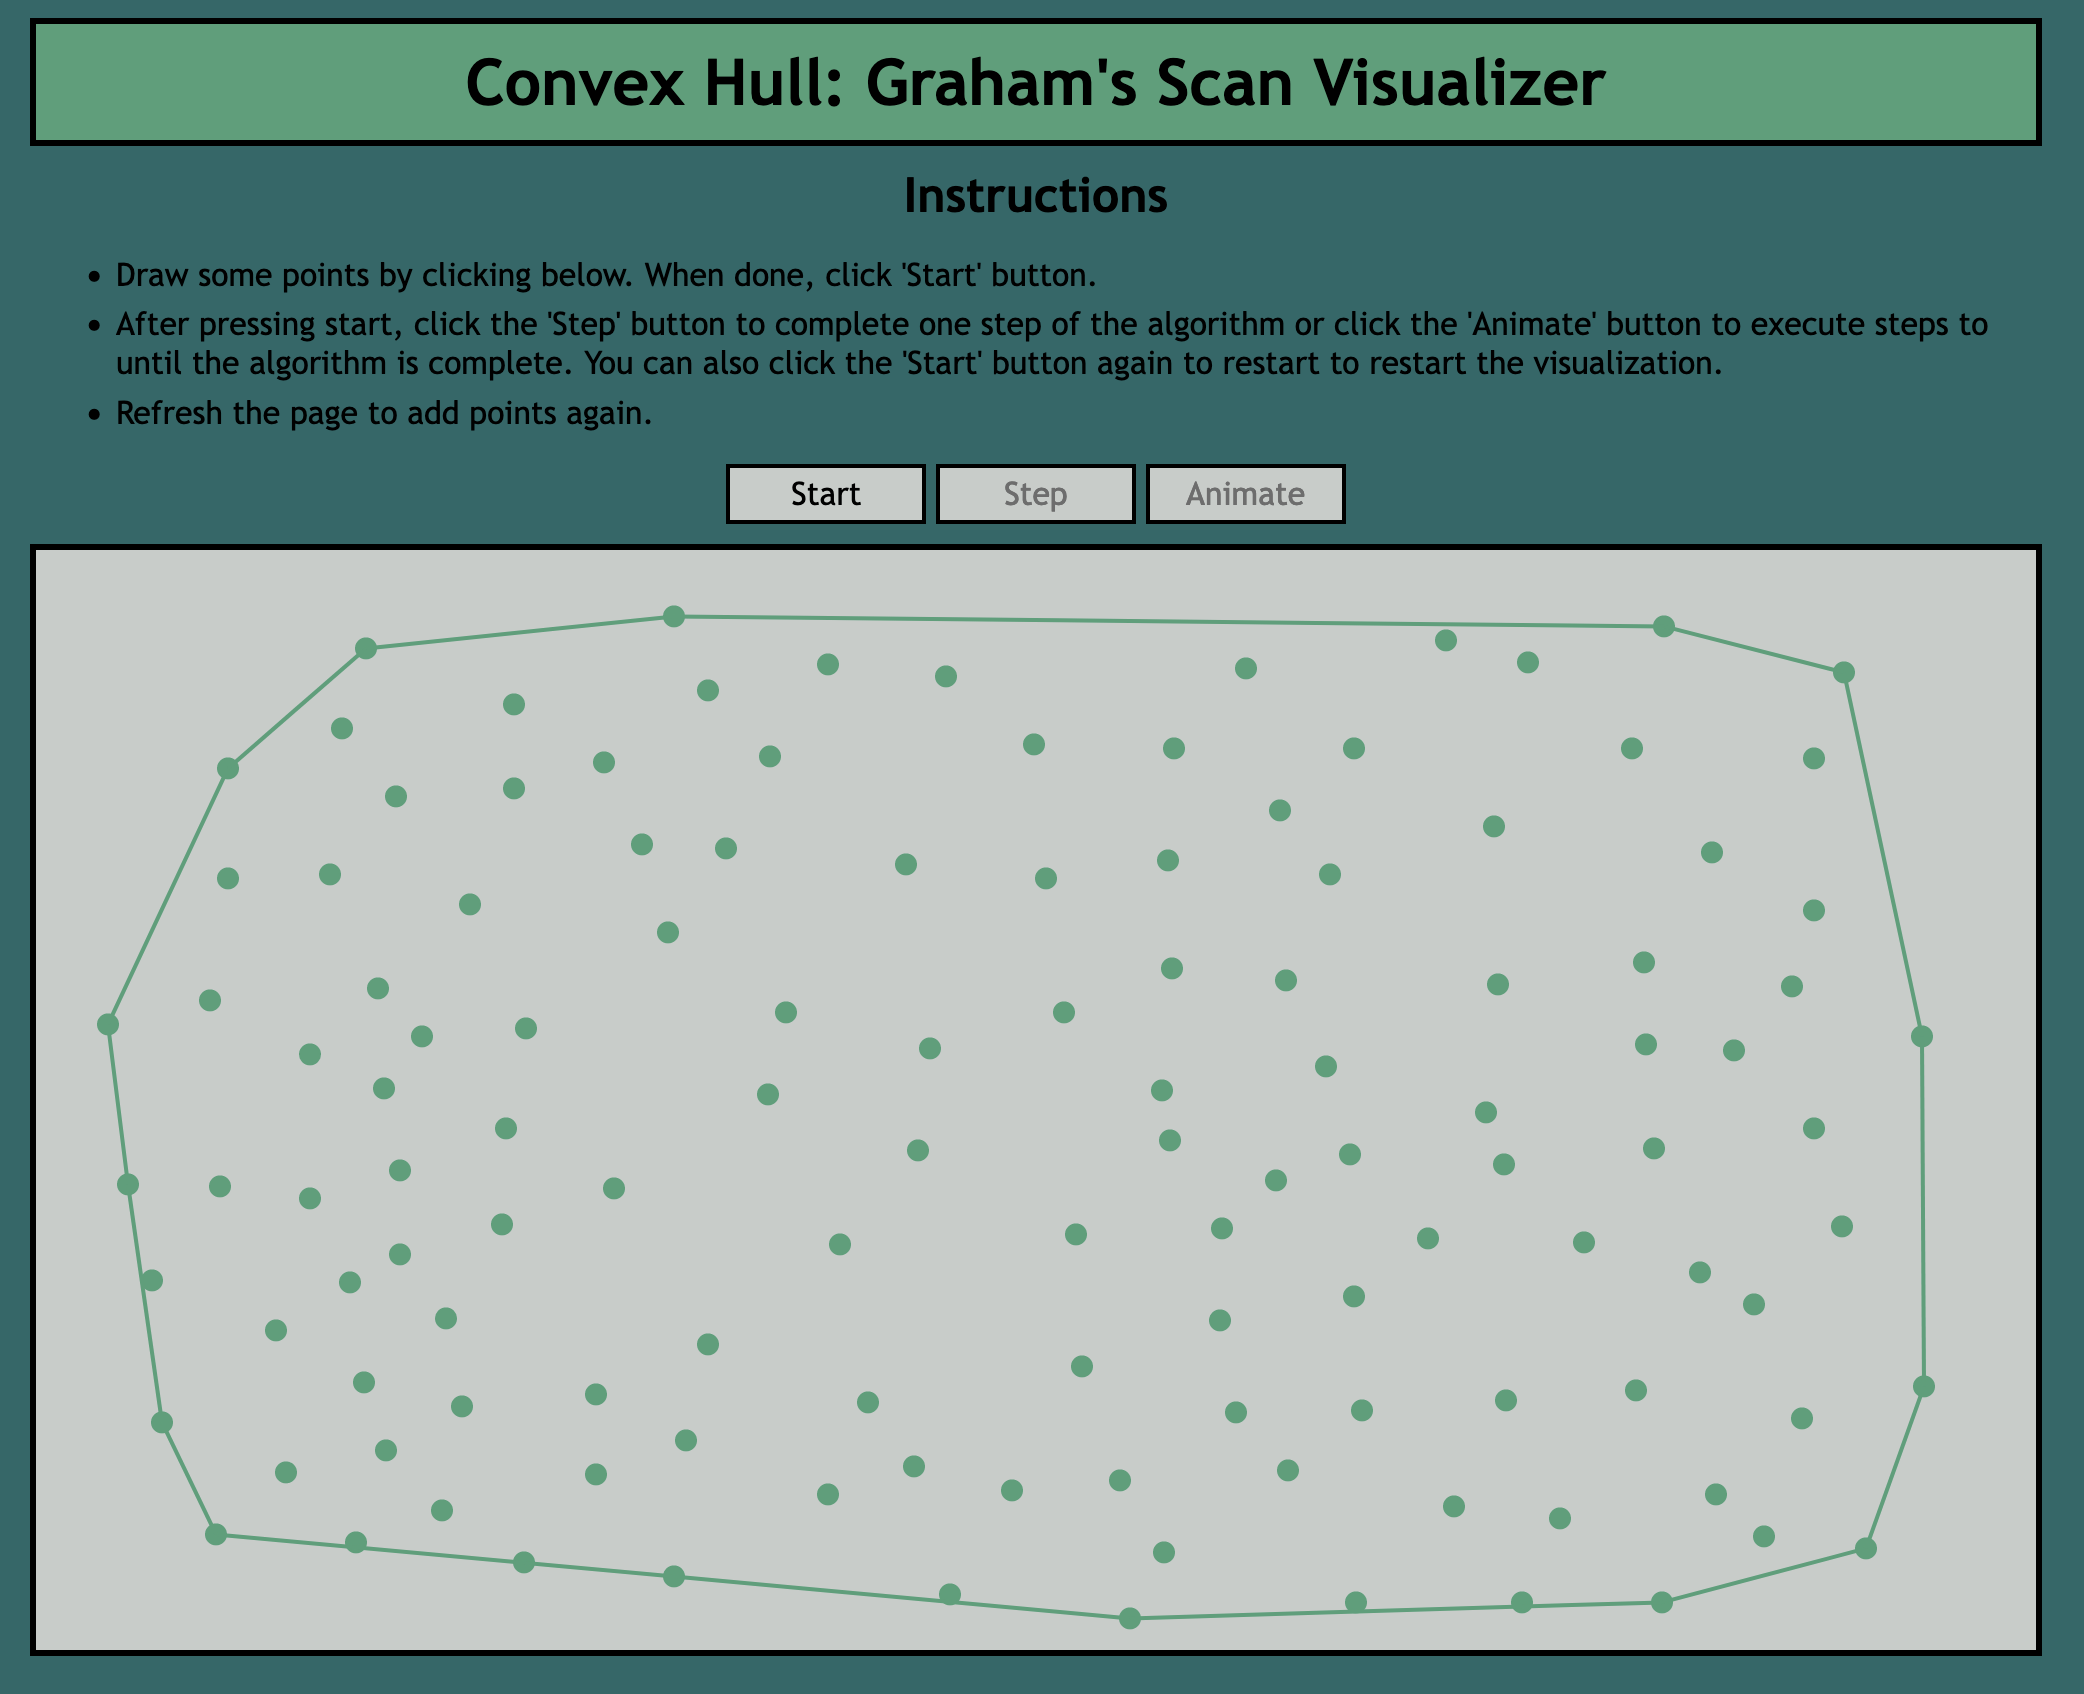 Convex Hull: Graham's Scan Visualizer
Instructions
• Draw some points by clicking below. When done, click 'Start' button.
• After pressing start, click the 'Step' button to complete one step of the algorithm or click the 'Animate' button to execute steps to
until the algorithm is complete. You can also click the 'Start' button again to restart to restart the visualization.
• Refresh the page to add points again.
Start Step Animate